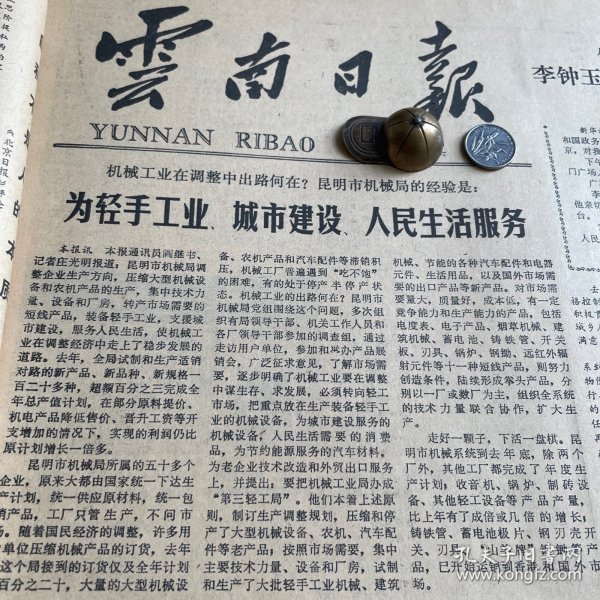 雲南日報
YUNNAN RIBAO
李钟玉
机械工业在调整中出路何在？昆明市机械局的经验是：
为轻手工业、城市建设、人民生活服务
本报讯 本报通讯员阎继书、
记者庄光明报道：昆明市机械局调
整企业生产方向，压缩大型机械设
备和农机产品的生产，集中技术力
量、设备和厂房，转产市场需要的
短线产品，装备轻手工业，支援城
市建设，服务人民生活，使机械工
业在调整经济中走上了稳步发展的
道路。去年，全局试制和生产适销
对路的新产品、新品种、新规格一
百二十多种，超额百分之三完成全
年总产值计划，在部分原料提价、
机电产品降低售价、晋升工资等开
支增加的情况下，实现的利润仍比
原计划增长一倍多。
昆明市机械局所属的五十多个
企业，原来大都由国家统一下达生
产计划，统一供应原材料，统一包
销产品，工厂只管生产，不问市
场。随着国民经济的调整，许多用
单位压缩机械产品的订货，去年
这个局接到的订货仅及全年计划
百分之二十，大量的大型机械设
备、农机产品和汽车配件等滞销积
压，机械工厂普遍遇到“吃不饱”
的困难，有的处于停产半停产状
态。机械工业的出路何在？昆明市
机械局党组围绕这个问题，多次组
织有局领导干部、机关工作人员和
各厂领导干部参加的调查组，通过
走访用户单位，参加和举办产品展
销会，广泛征求意见，了解市场需
要，逐步明确了机械工业要在调整
中谋生存、求发展，必须转向轻工
市场，把重点放在生产装备轻手工
业的机械设备，为城市建设服务的
机械设备，人民生活需要的消费
品，为节约能源服务的汽车材料，
为老企业技术改造和外贸出口服务
上，并提出：要把机械工业局办成
“第三轻工局”。他们本着上述原
则，制订生产调整规划，压缩和停
产了大型机械设备、农机、汽车配
件等老产品；按照市场需要，集中
主要技术力量、设备和厂房，试制
和生产了大批轻手工业机械、建筑
机械、节能的各种汽车配件和电器
元件、生活用品，以及国外市场需
要的出口产品等新产品。对市场需
要量大，质量好，成本低，有一定
竞争能力和生产能力的产品，包括
电度表、电子产品、烟草机械、建
筑机械、蓄电池、铸铁管、开关
板、刃具、锅炉、钢锄、远红外辐
射元件等十一种短线产品，则努力
创造条件，陆续形成拳头产品，分
别以一厂或数厂为主，组织全系统
的技术力量联合协作，扩大生
产。
走好一颗子，下活一盘棋。昆
明市机械系统到去年底，除两个
厂外，其他工厂都完成了年度生
产计划；收音机、锅炉、制砖设
备、其他轻工设备等产品产量，
比上年有了成倍或几倍的增长；
铸铁管、蓄电池极片、钢刃壳开
品，已开始运销到香港和国外市
场。
孔夫子旧书网
www.kongfz.com